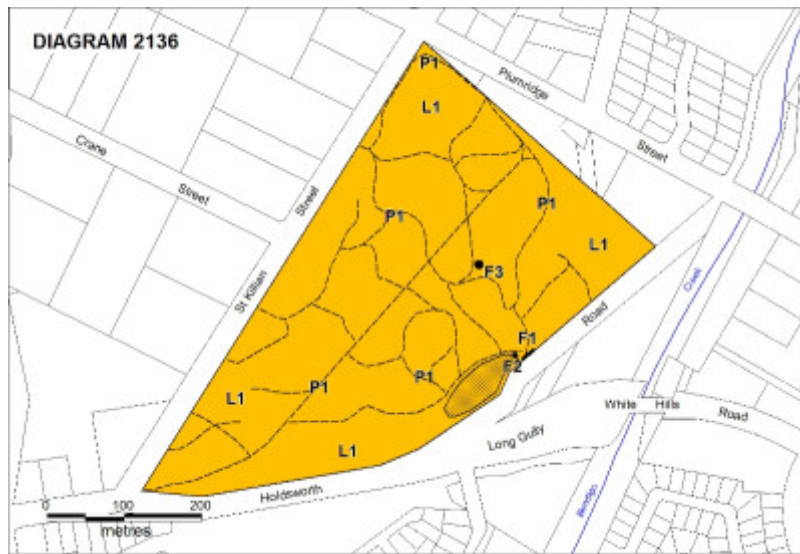 DIAGRAM 2136
P1
Plumridge
L1
Crane
Street
Street
Street
P1
P1
L1
F3
St Killian
Creek
Road
F1
F2
P1
P1
L1
White Hills Road
Long Gully
L1
Holdsworth
Bendigo
0 100 200
metres